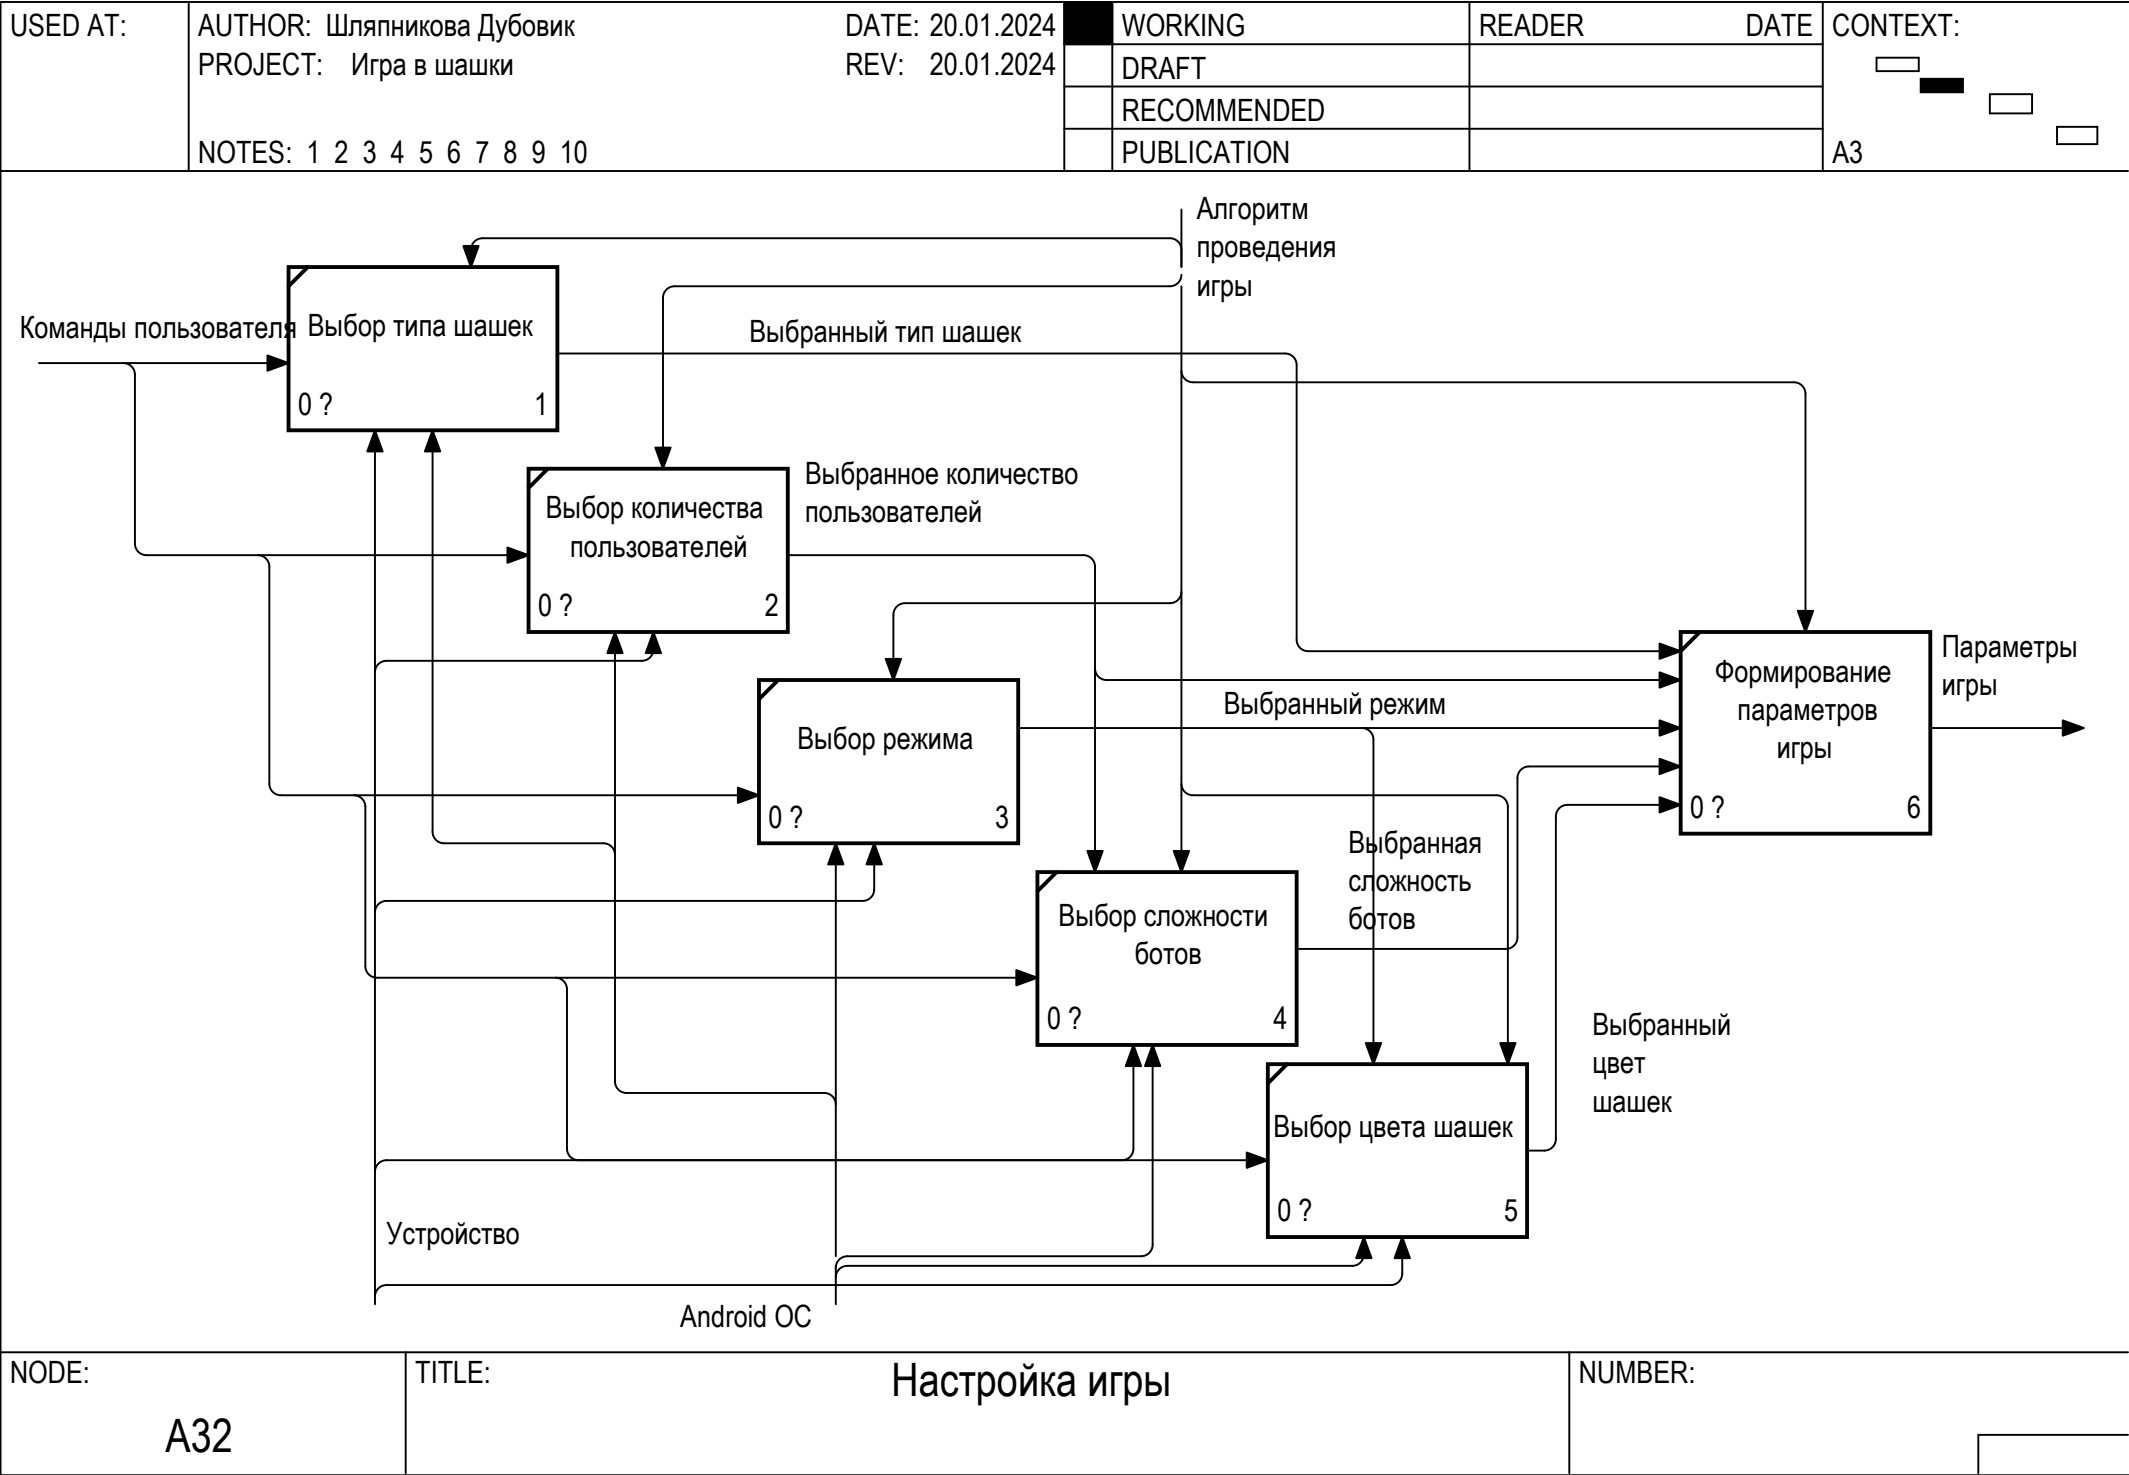 USED AT:
AUTHOR: Шляпникова Дубовик
DATE: 20.01.2024
PROJECT: Игра в шашки
REV: 20.01.2024
NOTES: 1 2 3 4 5 6 7 8 9 10
WORKING
DRAFT
RECOMMENDED
PUBLICATION
READER DATE
CONTEXT:
A3
Алгоритм
проведения
игры
Команды пользователя
Выбор типа шашек
0 ? 1
Выбранный тип шашек
Выбор количества
пользователей
0 ? 2
Выбранное количество
пользователей
Выбор режима
0 ? 3
Выбранный режим
Формирование
параметров
игры
0 ? 6
Параметры
игры
Выбор сложности
ботов
0 ? 4
Выбранная
сложность
ботов
Выбор цвета шашек
0 ? 5
Выбранный
цвет
шашек
Устройство
Android ОС
NODE:
A32
TITLE:
Настройка игры
NUMBER: